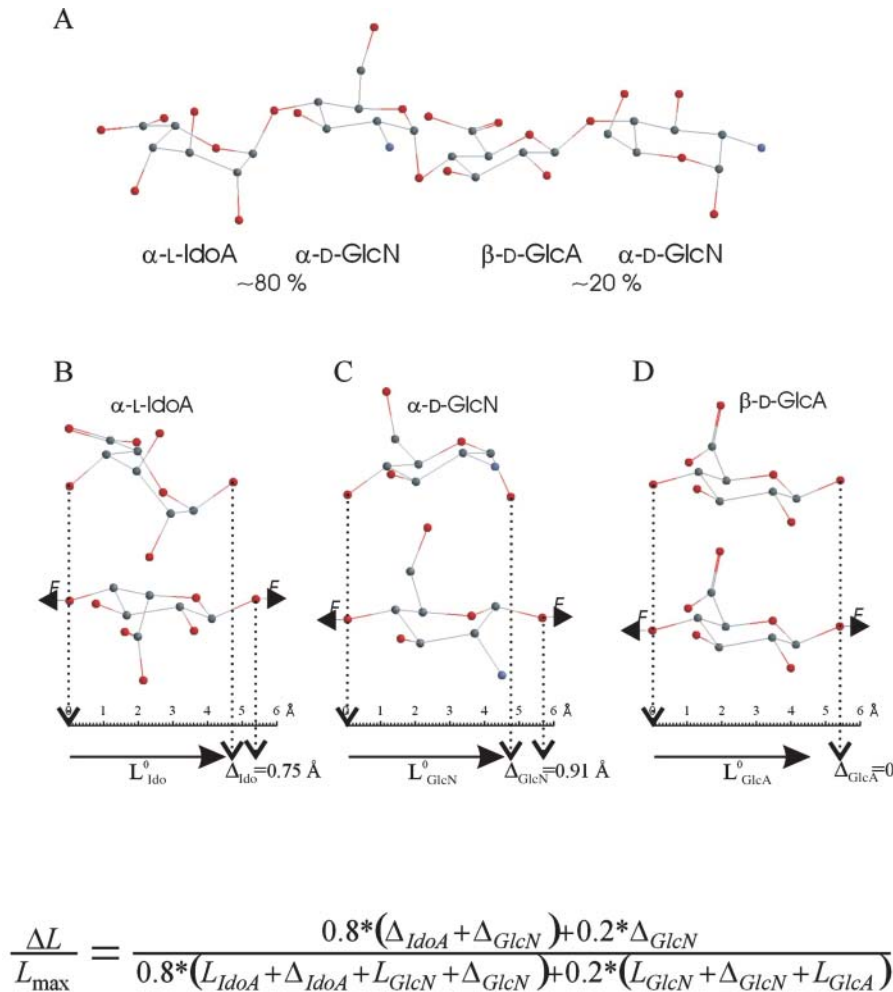 A
α-L-IdoA α-D-GlcN β-D-GlcA α-D-GlcN
~80 % ~20 %
B C D
α-L-IdoA α-D-GlcN β-D-GlcA
F F F F F F
0 1 2 3 4 5 6 Å 0 1 2 3 4 5 6 Å 0 1 2 3 4 5 6 Å
L⁰Ido ΔIdo=0.75 Å L⁰GlcN ΔGlcN=0.91 Å L⁰GlcA ΔGlcA=0
ΔL/Lmax = 0.8*(ΔIdoA+ΔGlcN)+0.2*ΔGlcN / 0.8*(LIdoA+ΔIdoA+LGlcN+ΔGlcN)+0.2*(LGlcN+ΔGlcN+LGlcA)